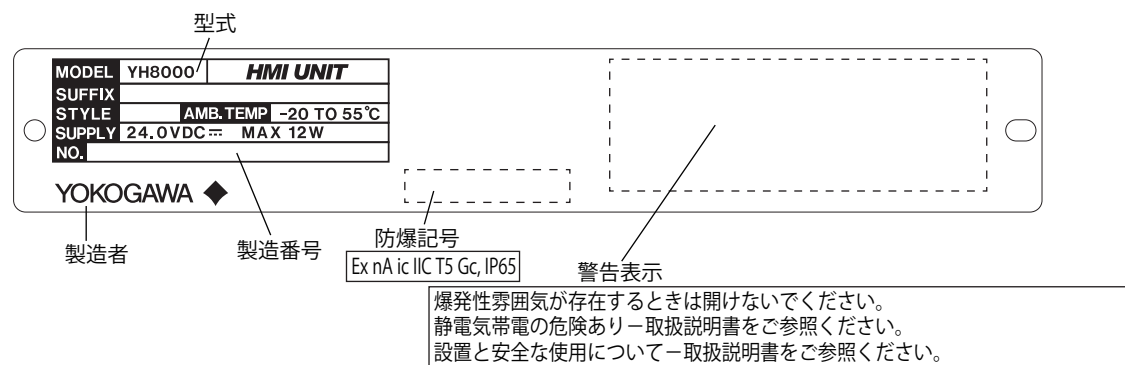 型式
MODEL YH8000 HMI UNIT
SUFFIX
STYLE AMB. TEMP -20 TO 55℃
SUPPLY 24.0VDC⎓ MAX 12W
NO.
YOKOGAWA
製造者
製造番号
防爆記号
Ex nA ic IIC T5 Gc, IP65
警告表示
爆発性雰囲気が存在するときは開けないでください。
静電気帯電の危険あり－取扱説明書をご参照ください。
設置と安全な使用について－取扱説明書をご参照ください。